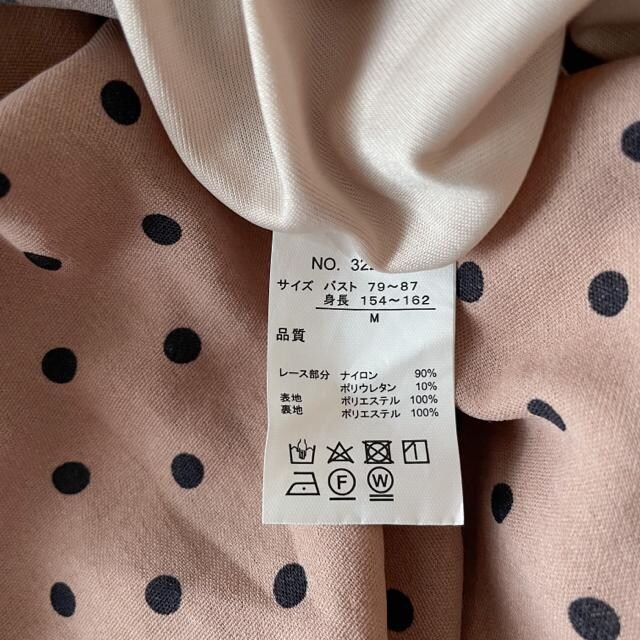 NO.
サイズ バスト 79～87
身長 154～162
M
品質
レース部分 ナイロン 90%
ポリウレタン 10%
表地 ポリエステル 100%
裏地 ポリエステル 100%
F W